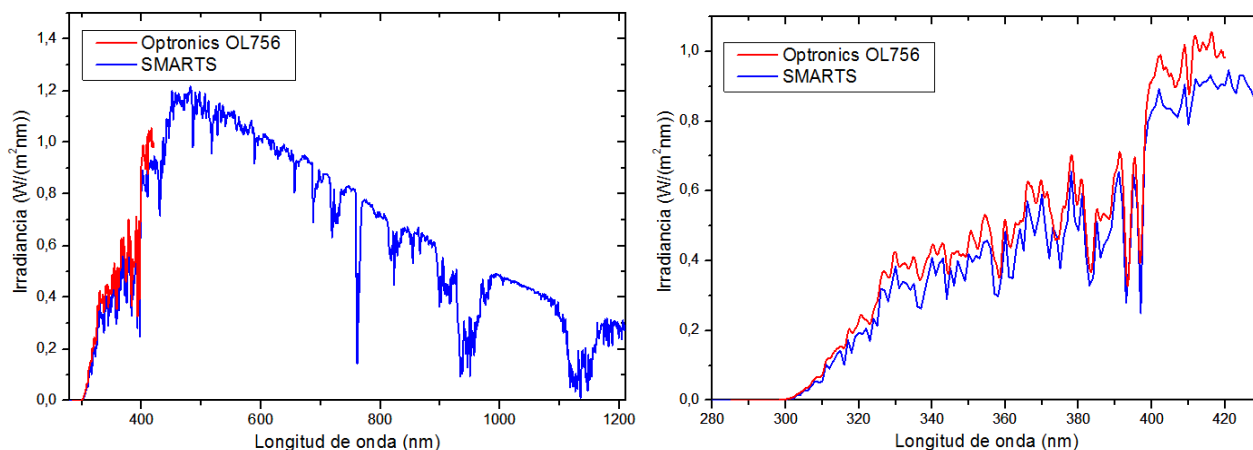 Optronics OL756
SMARTS
Irradiancia (W/(m²nm))
1,4
1,2
1,0
0,8
0,6
0,4
0,2
0,0
400 600 800 1000 1200
Longitud de onda (nm)
Optronics OL756
SMARTS
Irradiancia (W/(m²nm))
1,0
0,8
0,6
0,4
0,2
0,0
280 300 320 340 360 380 400 420
Longitud de onda (nm)